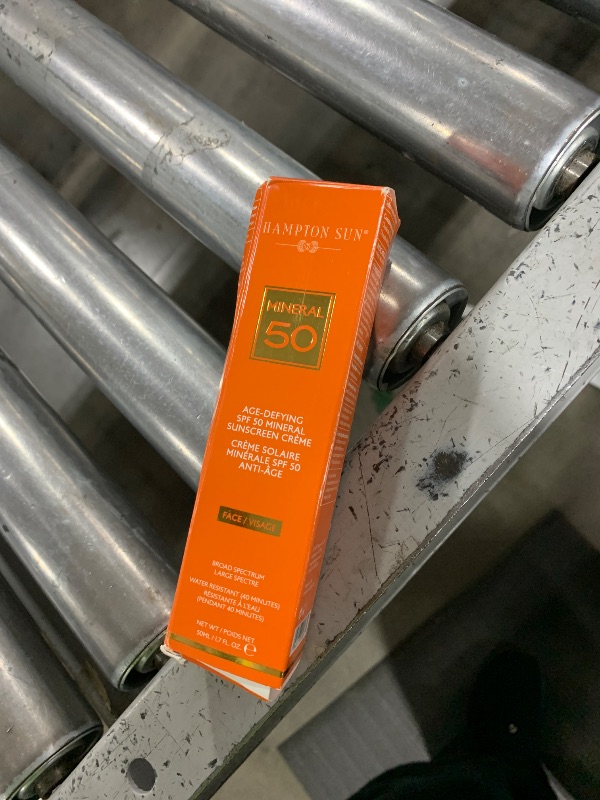 HAMPTON SUN®
MINERAL
50
AGE-DEFYING
SPF 50 MINERAL
SUNSCREEN CRÈME
CRÈME SOLAIRE
MINÉRALE SPF 50
ANTI-ÂGE
FACE / VISAGE
BROAD SPECTRUM
LARGE SPECTRE
WATER RESISTANT (40 MINUTES)
RÉSISTANTE À L'EAU
(PENDANT 40 MINUTES)
NET WT / POIDS NET
50ML / 1.7 FL. OZ. ℮